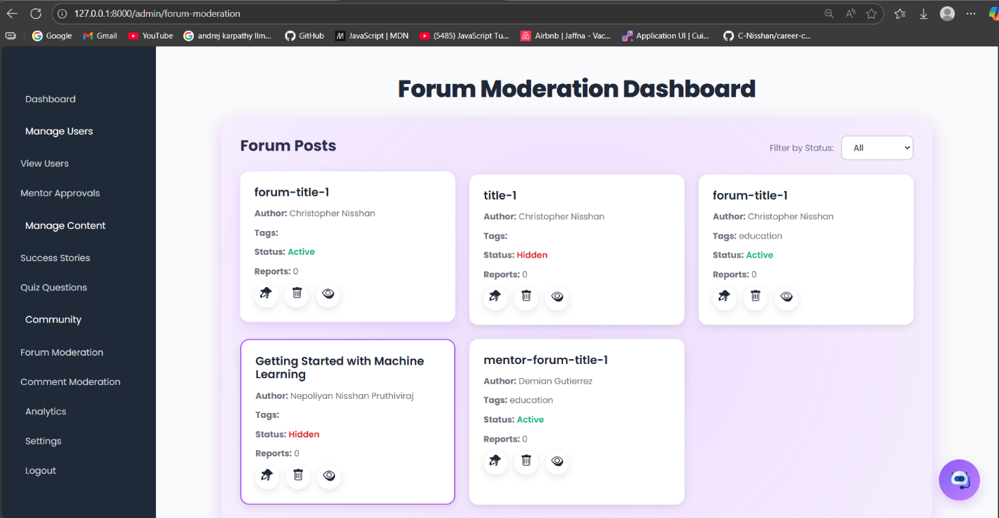 127.0.0.1:8000/admin/forum-moderation
Google
Gmail
YouTube
andrej karpathy llm...
GitHub
JavaScript | MDN
(5485) JavaScript Tu...
Airbnb | Jaffna - Vac...
Application UI | Cui...
C-Nisshan/career-c...
Dashboard
Manage Users
View Users
Mentor Approvals
Manage Content
Success Stories
Quiz Questions
Community
Forum Moderation
Comment Moderation
Analytics
Settings
Logout
Forum Moderation Dashboard
Forum Posts
Filter by Status: All
forum-title-1
Author: Christopher Nisshan
Tags:
Status: Active
Reports: 0
title-1
Author: Christopher Nisshan
Tags:
Status: Hidden
Reports: 0
forum-title-1
Author: Christopher Nisshan
Tags: education
Status: Active
Reports: 0
Getting Started with Machine
Learning
Author: Nepoliyan Nisshan Pruthiviraj
Tags:
Status: Hidden
Reports: 0
mentor-forum-title-1
Author: Demian Gutierrez
Tags: education
Status: Active
Reports: 0